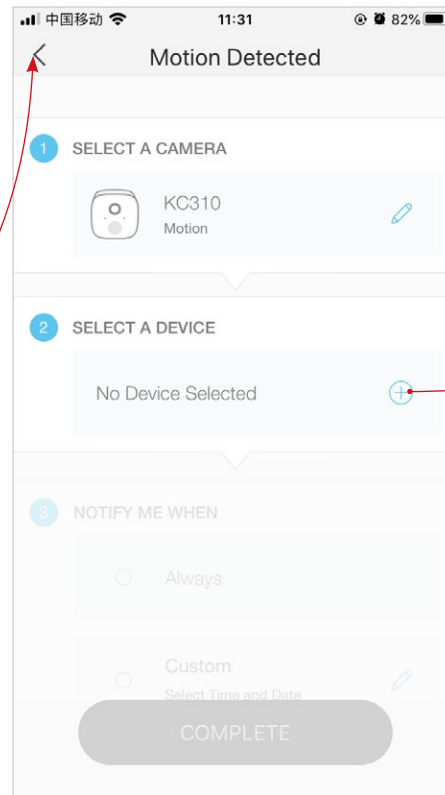 中国移动 11:31 82%
Motion Detected
1 SELECT A CAMERA
KC310
Motion
2 SELECT A DEVICE
No Device Selected
3 NOTIFY ME WHEN
Always
Custom
Select Time and Date
COMPLETE